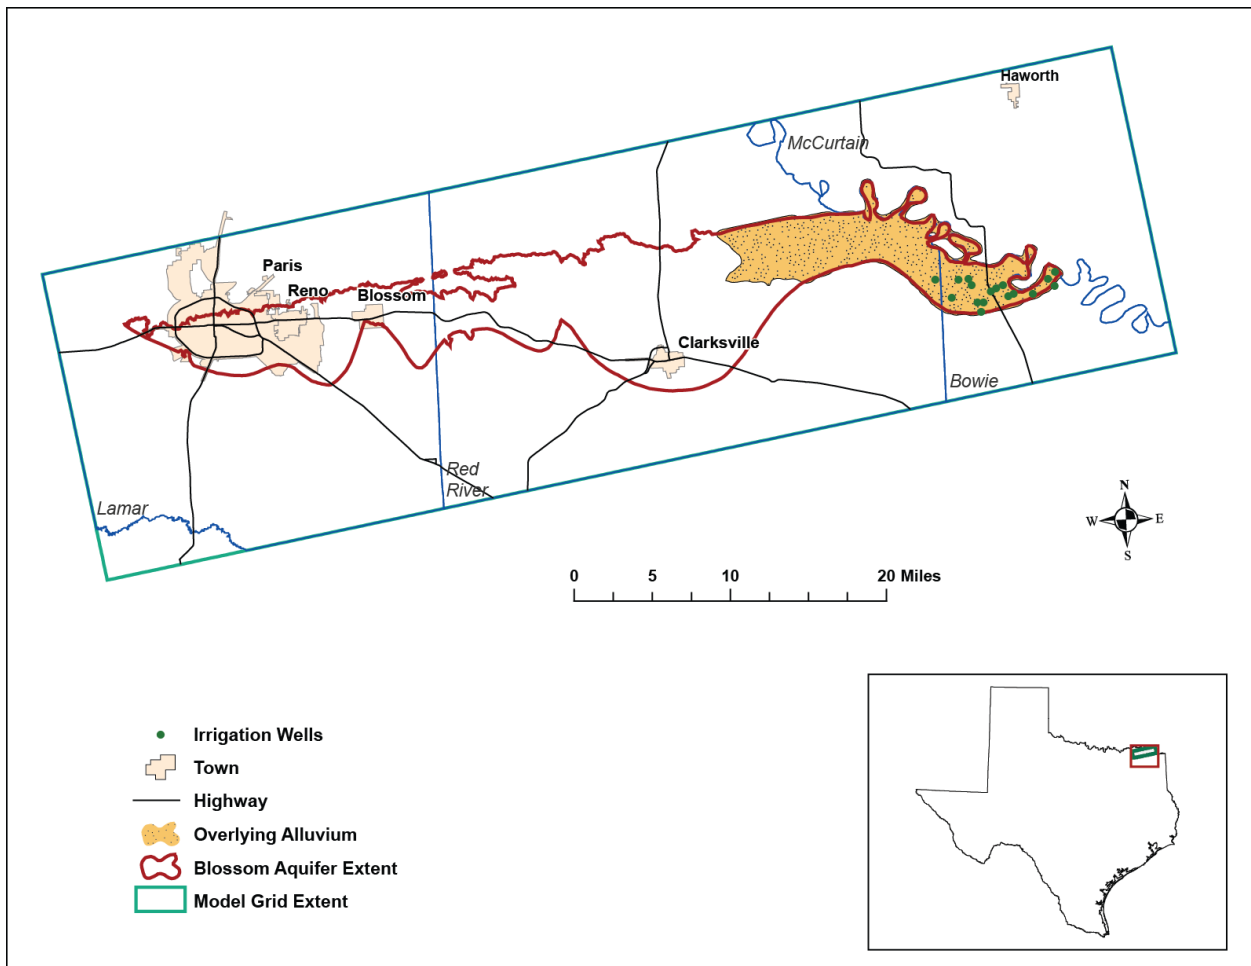 Haworth
McCurtain
Paris
Reno
Blossom
Clarksville
Bowie
Red
River
Lamar
N
W E
S
0 5 10 20 Miles
Irrigation Wells
Town
Highway
Overlying Alluvium
Blossom Aquifer Extent
Model Grid Extent